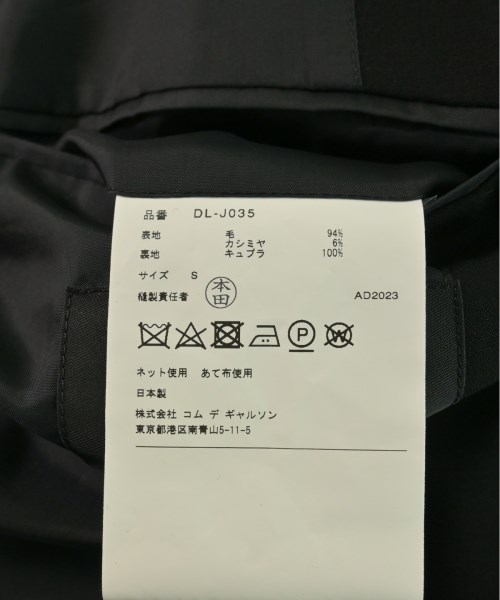 品番 DL-J035
表地 毛 94%
カシミヤ 6%
裏地 キュプラ 100%
サイズ S
縫製責任者 本田 AD2023
P W
ネット使用 あて布使用
日本製
株式会社 コム デ ギャルソン
東京都港区南青山5-11-5